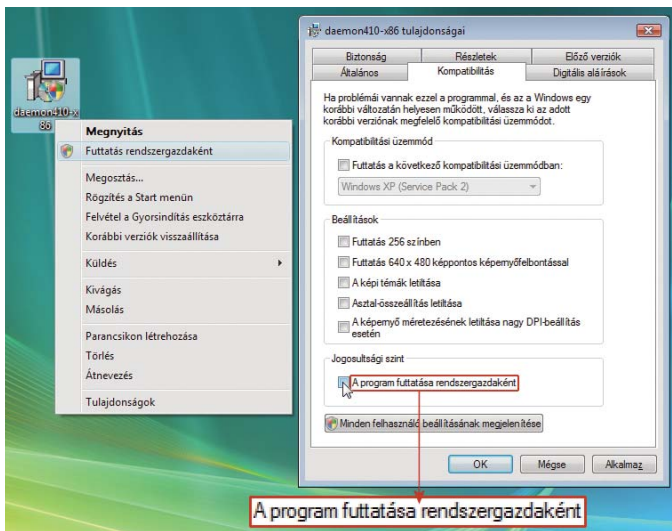 daemon410-x
86
Megnyitás
Futtatás rendszergazdaként
Megosztás...
Rögzítés a Start menün
Felvétel a Gyorsindítás eszköztárra
Korábbi verziók visszaállítása
Küldés
Kivágás
Másolás
Parancsikon létrehozása
Törlés
Átnevezés
Tulajdonságok
daemon410-x86 tulajdonságai
Biztonság Részletek Előző verziók
Általános Kompatibilitás Digitális aláírások
Ha problémái vannak ezzel a programmal, és az a Windows egy
korábbi változatán helyesen működött, válassza ki az adott
korábbi verziónak megfelelő kompatibilitási üzemmódot.
Kompatibilitási üzemmód
Futtatás a következő kompatibilitási üzemmódban:
Windows XP (Service Pack 2)
Beállítások
Futtatás 256 színben
Futtatás 640 x 480 képpontos képernyőfelbontással
A képi témák letiltása
Asztal-összeállítás letiltása
A képernyő méretezésének letiltása nagy DPI-beállítás
esetén
Jogosultsági szint
A program futtatása rendszergazdaként
Minden felhasználó beállításának megjelenítése
OK Mégse Alkalmaz
A program futtatása rendszergazdaként